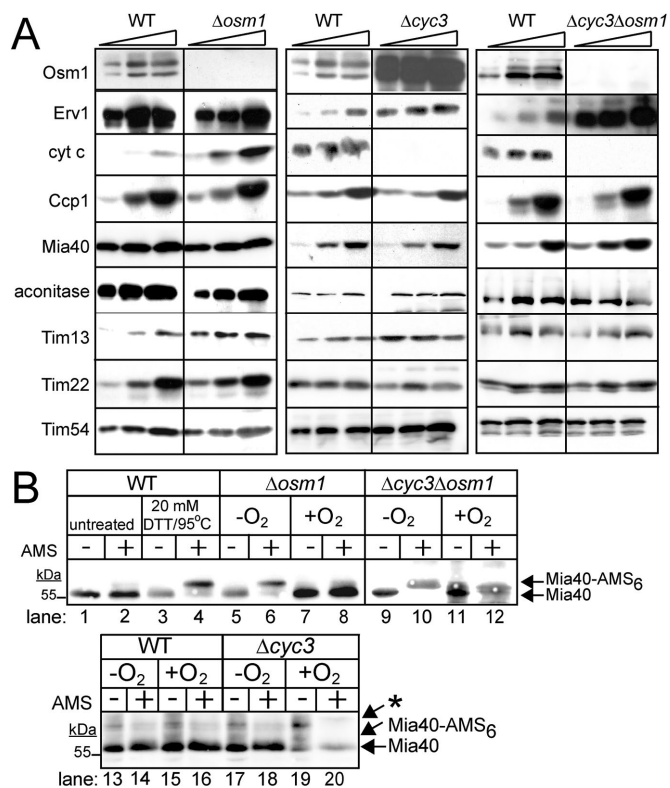 A
WT Δosm1 WT Δcyc3 WT Δcyc3Δosm1
Osm1
Erv1
cyt c
Ccp1
Mia40
aconitase
Tim13
Tim22
Tim54
B
WT Δosm1 Δcyc3Δosm1
untreated 20 mM DTT/95°C -O2 +O2 -O2 +O2
AMS - + - + - + - + - + - +
kDa
Mia40-AMS6
55 Mia40
lane: 1 2 3 4 5 6 7 8 9 10 11 12
WT Δcyc3
-O2 +O2 -O2 +O2
AMS - + - + - + - +
*
kDa Mia40-AMS6
55 Mia40
lane: 13 14 15 16 17 18 19 20